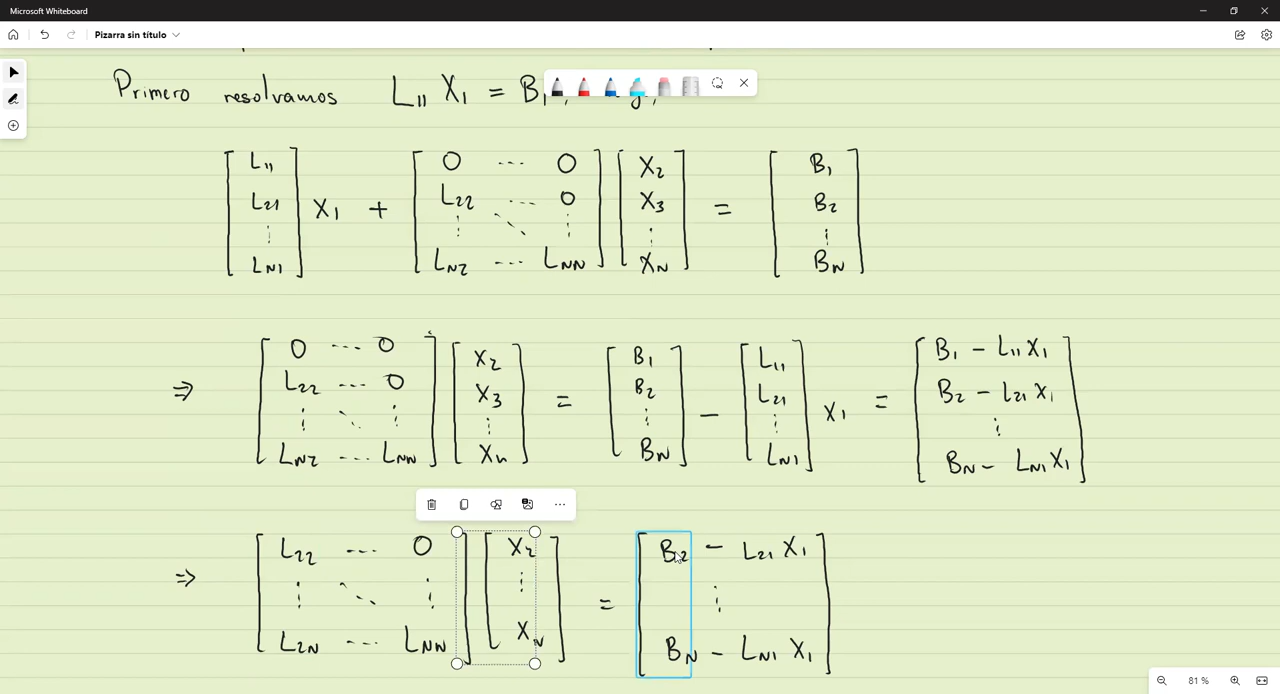 Microsoft Whiteboard
Pizarra sin título
Primero resolvamos L11 X1 = B1,
[L11 L21 ⋮ LN1] X1 + [0 ... 0 L22 ... 0 ⋮ ⋱ ⋮ LN2 ... LNN] [X2 X3 ⋮ XN] = [B1 B2 ⋮ BN]
⇒ [0 ... 0 L22 ... 0 ⋮ ⋱ ⋮ LN2 ... LNN] [X2 X3 ⋮ XN] = [B1 B2 ⋮ BN] − [L11 L21 ⋮ LN1] X1 = [B1 − L11 X1 B2 − L21 X1 ⋮ BN − LN1 X1]
⇒ [L22 ... 0 ⋮ ⋱ ⋮ L2N ... LNN] [X2 ⋮ XN] = [B2 − L21 X1 ⋮ BN − LN1 X1]
81 %